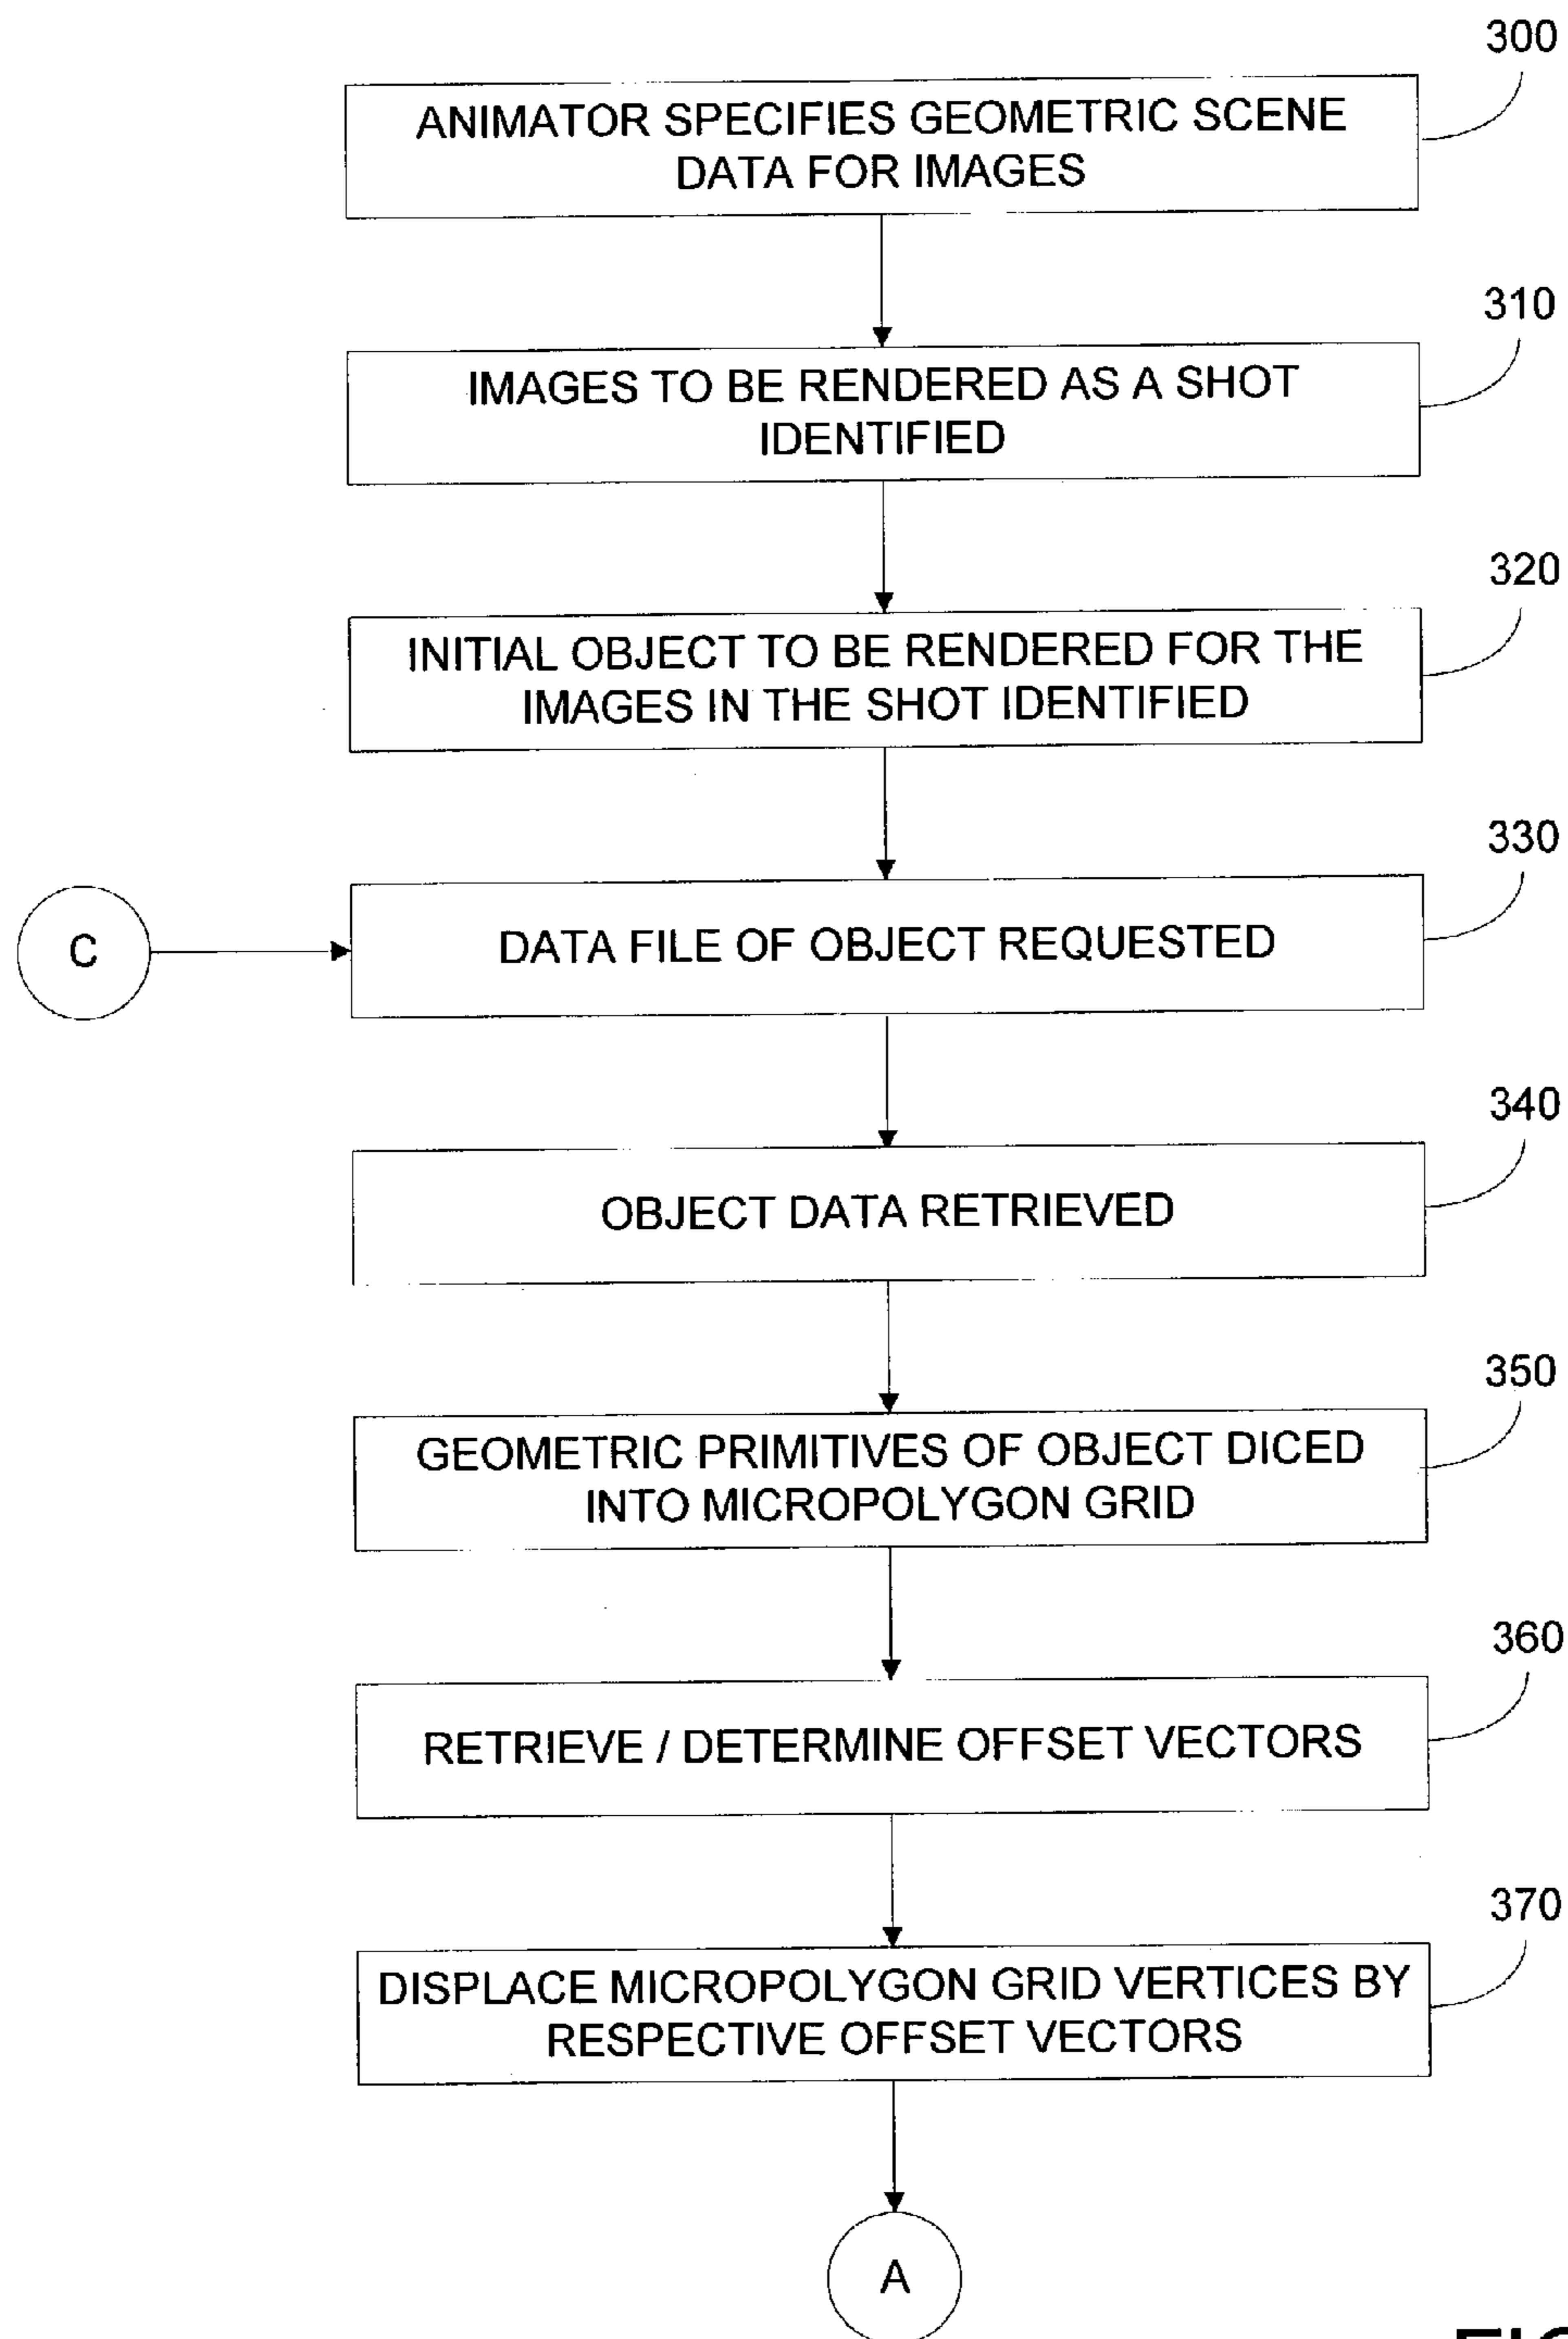 300
ANIMATOR SPECIFIES GEOMETRIC SCENE
DATA FOR IMAGES
310
IMAGES TO BE RENDERED AS A SHOT
IDENTIFIED
320
INITIAL OBJECT TO BE RENDERED FOR THE
IMAGES IN THE SHOT IDENTIFIED
330
C
DATA FILE OF OBJECT REQUESTED
340
OBJECT DATA RETRIEVED
350
GEOMETRIC PRIMITIVES OF OBJECT DICED
INTO MICROPOLYGON GRID
360
RETRIEVE / DETERMINE OFFSET VECTORS
370
DISPLACE MICROPOLYGON GRID VERTICES BY
RESPECTIVE OFFSET VECTORS
A